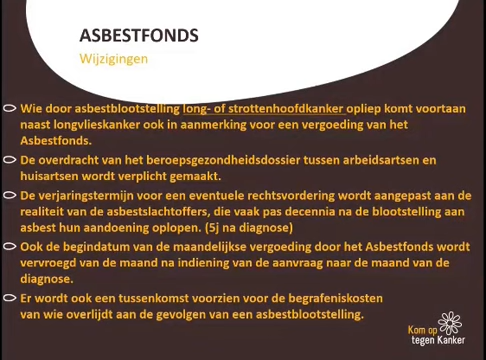 ASBESTFONDS
Wijzigingen
Wie door asbestblootstelling long- of strottenhoofdkanker opliep komt voortaan
naast longvlieskanker ook in aanmerking voor een vergoeding van het
Asbestfonds.
De overdracht van het beroepsgezondheidsdossier tussen arbeidsartsen en
huisartsen wordt verplicht gemaakt.
De verjaringstermijn voor een eventuele rechtsvordering wordt aangepast aan de
realiteit van de asbestslachtoffers, die vaak pas decennia na de blootstelling aan
asbest hun aandoening oplopen. (5j na diagnose)
Ook de begindatum van de maandelijkse vergoeding door het Asbestfonds wordt
vervroegd van de maand na indiening van de aanvraag naar de maand van de
diagnose.
Er wordt ook een tussenkomst voorzien voor de begrafeniskosten
van wie overlijdt aan de gevolgen van een asbestblootstelling.
Kom op
tegen Kanker